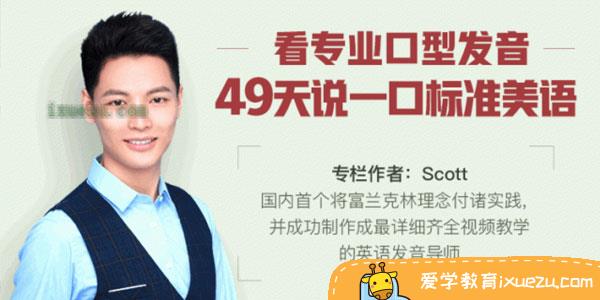 看专业口型发音
49天说一口标准美语
ixuezu.com
专栏作者：Scott
国内首个将富兰克林理念付诸实践，
并成功制作成最详细齐全视频教学
的英语发音导师
爱学教育ixuezu.com